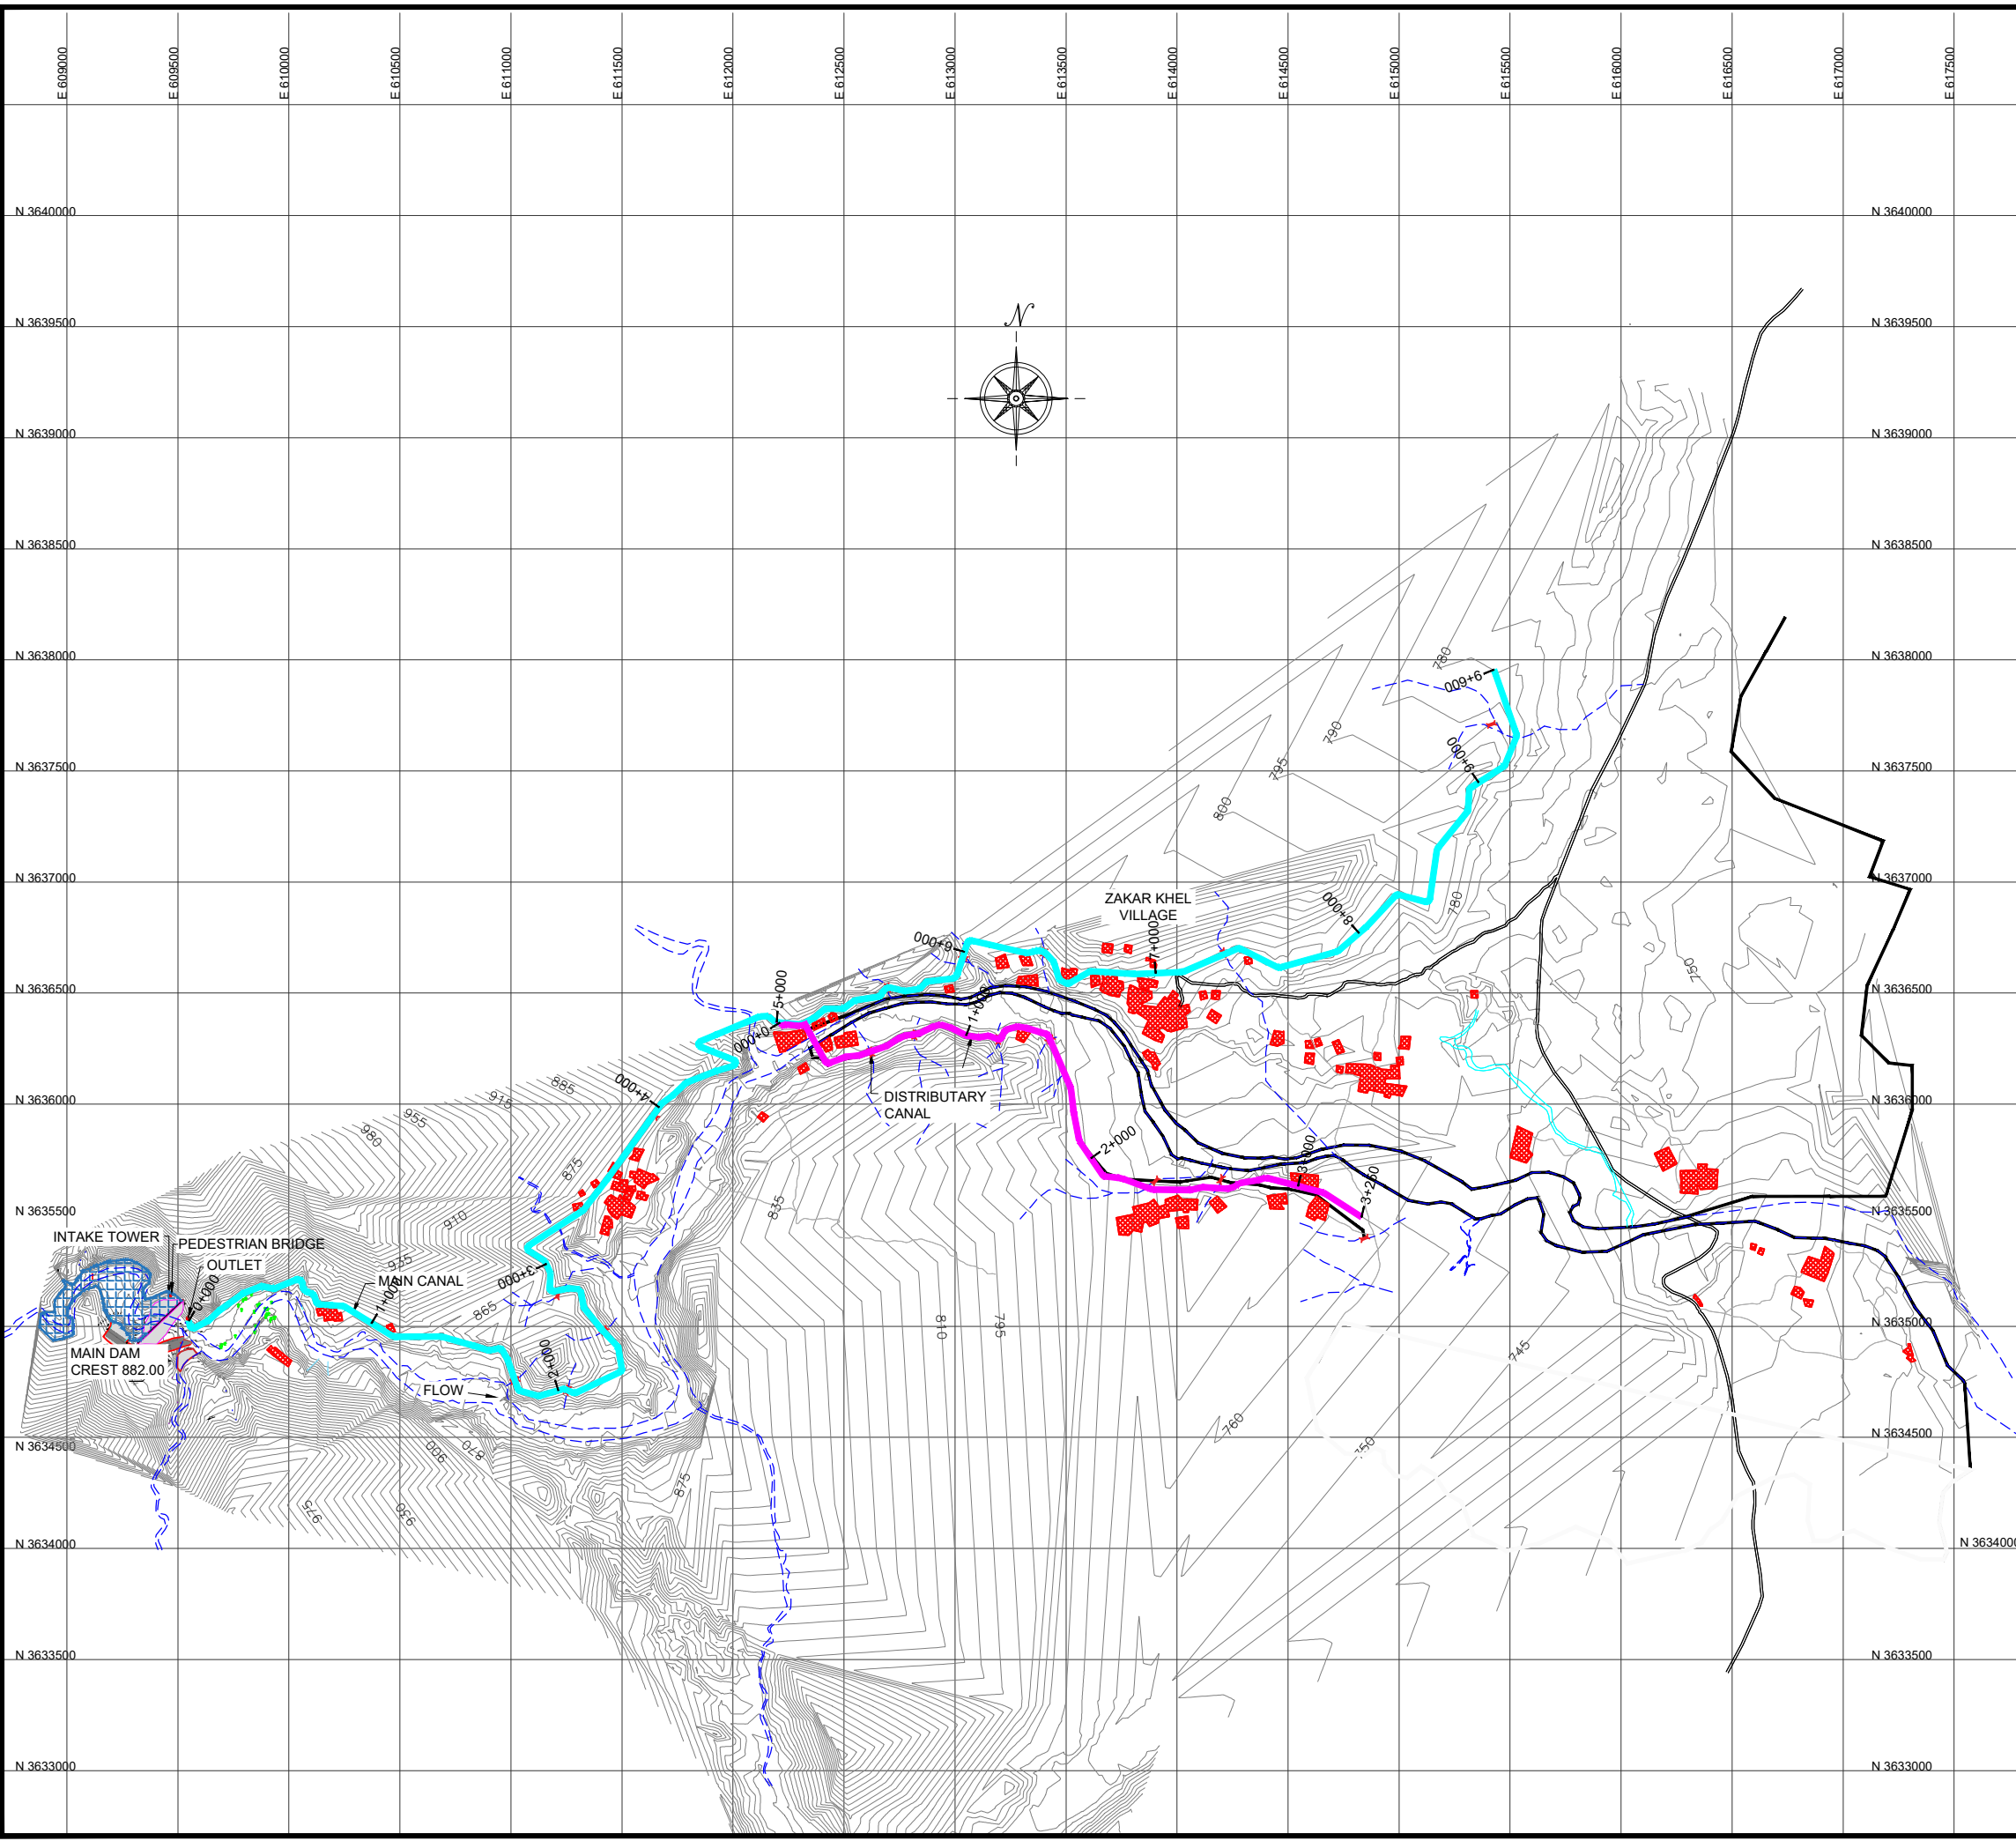 E 609000
E 609500
E 610000
E 610500
E 611000
E 611500
E 612000
E 612500
E 613000
E 613500
E 614000
E 614500
E 615000
E 615500
E 616000
E 616500
E 617000
E 617500
N 3640000
N 3640000
N 3639500
N 3639500
N
N 3639000
N 3639000
N 3638500
N 3638500
N 3638000
N 3638000
780
9+600
790
9+000
N 3637500
N 3637500
795
800
N 3637000
N 3637000
ZAKAR KHEL
VILLAGE
780
8+000
7+000
6+000
750
N 3636500
N 3636500
5+000
0+000
1+000
N 3636000
N 3636000
4+000
885
915
955
980
DISTRIBUTARY
CANAL
2+000
3+000
3+250
875
835
910
N 3635500
N 3635500
INTAKE TOWER
PEDESTRIAN BRIDGE
OUTLET
935
3+000
MAIN CANAL
0+000
1+000
865
810
795
N 3635000
N 3635000
MAIN DAM
CREST 882.00
2+000
745
FLOW
760
750
N 3634500
N 3634500
900
870
875
975
930
N 3634000
N 3634000
N 3633500
N 3633500
N 3633000
N 3633000